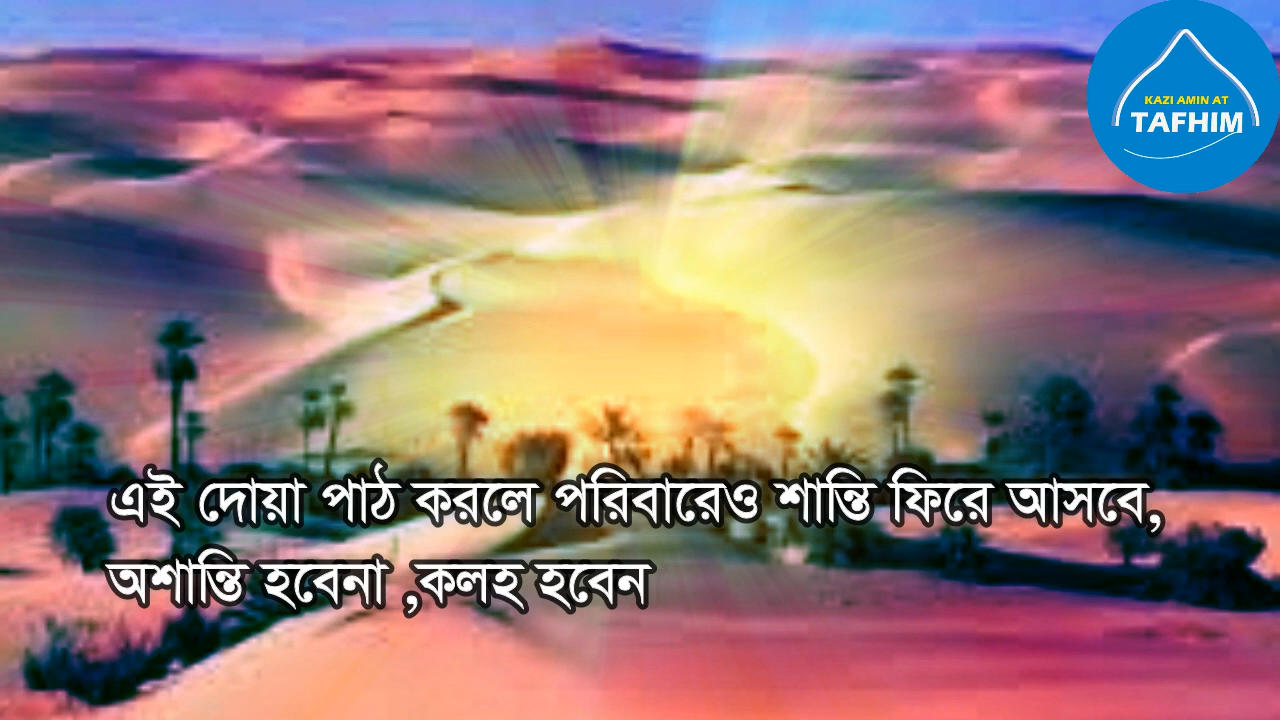 KAZI AMIN AT
TAFHIM
এই দোয়া পাঠ করলে পরিবারেও শান্তি ফিরে আসবে,
অশান্তি হবেনা ,কলহ হবেন